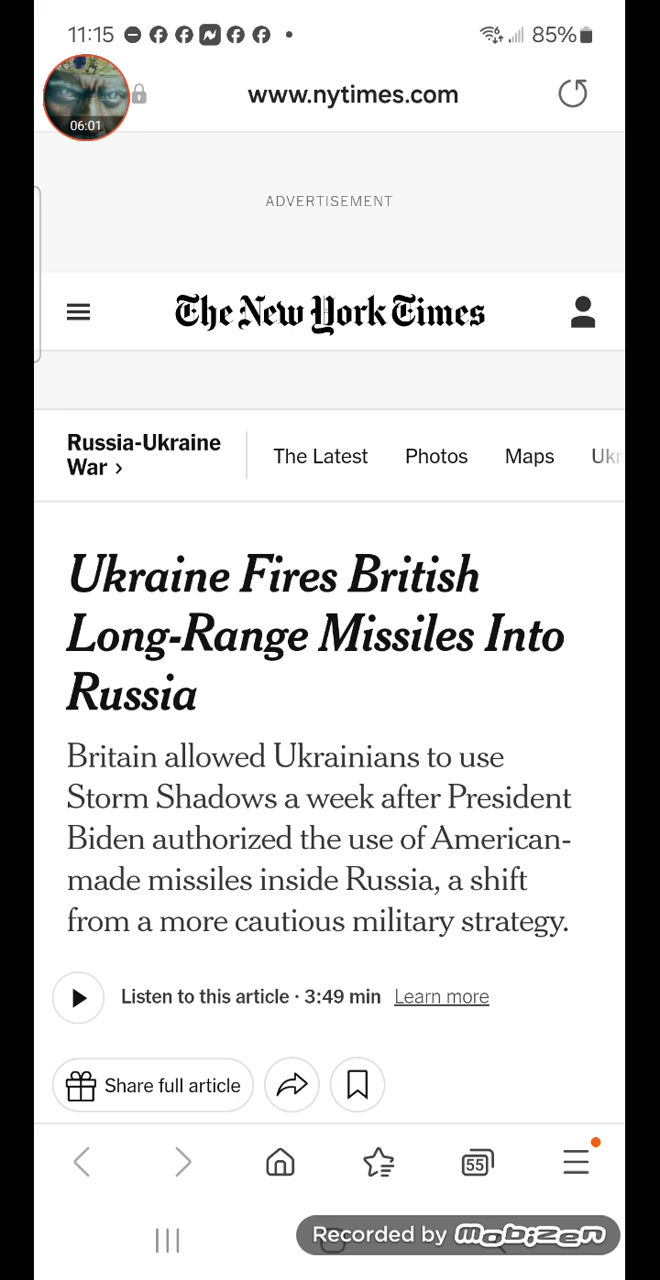 11:15
85%
06:01
www.nytimes.com
ADVERTISEMENT
The New York Times
Russia-Ukraine
War ›
The Latest
Photos
Maps
Ukr
Ukraine Fires British
Long-Range Missiles Into
Russia
Britain allowed Ukrainians to use
Storm Shadows a week after President
Biden authorized the use of American-
made missiles inside Russia, a shift
from a more cautious military strategy.
Listen to this article · 3:49 min Learn more
Share full article
55
Recorded by mobizen